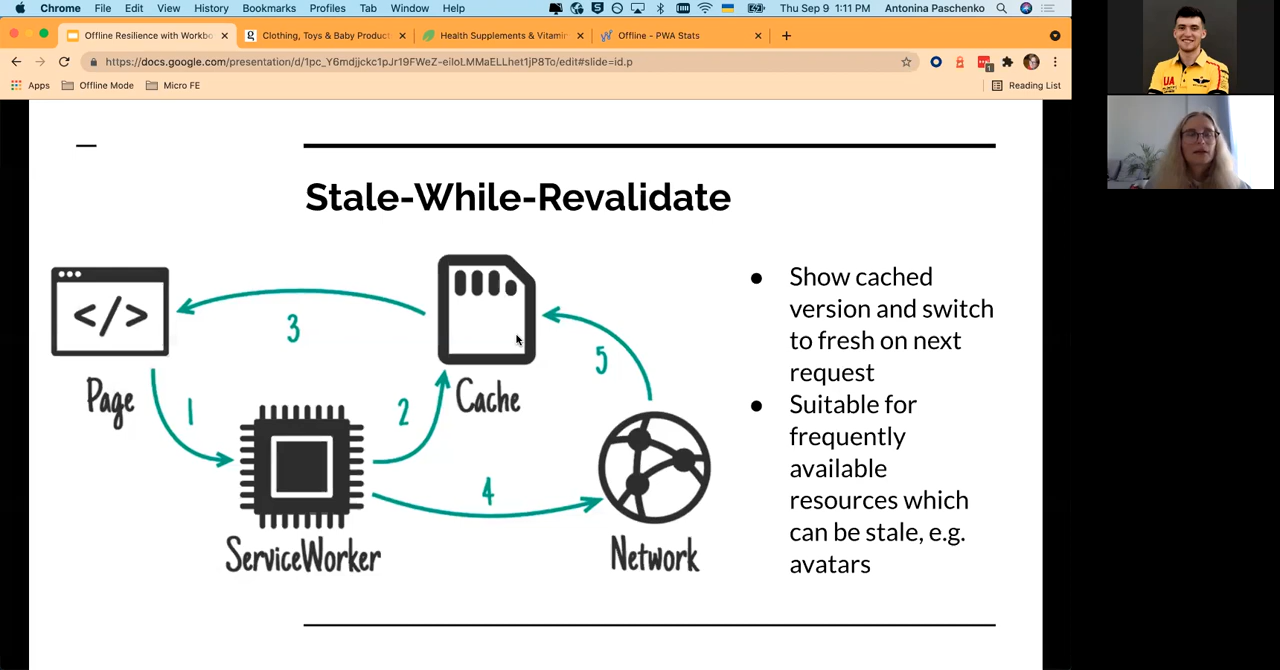 Chrome File Edit View History Bookmarks Profiles Tab Window Help Thu Sep 9 1:11 PM Antonina Paschenko
Offline Resilience with Workbo Clothing, Toys & Baby Product Health Supplements & Vitamin Offline - PWA Stats
https://docs.google.com/presentation/d/1pc_Y6mdjjckc1pJr19FWeZ-eiloLMMaELLhet1jP8To/edit#slide=id.p
Apps Offline Mode Micro FE Reading List
Stale-While-Revalidate
Page
Cache
ServiceWorker
Network
1
2
3
4
5
Show cached
version and switch
to fresh on next
request
Suitable for
frequently
available
resources which
can be stale, e.g.
avatars
UA